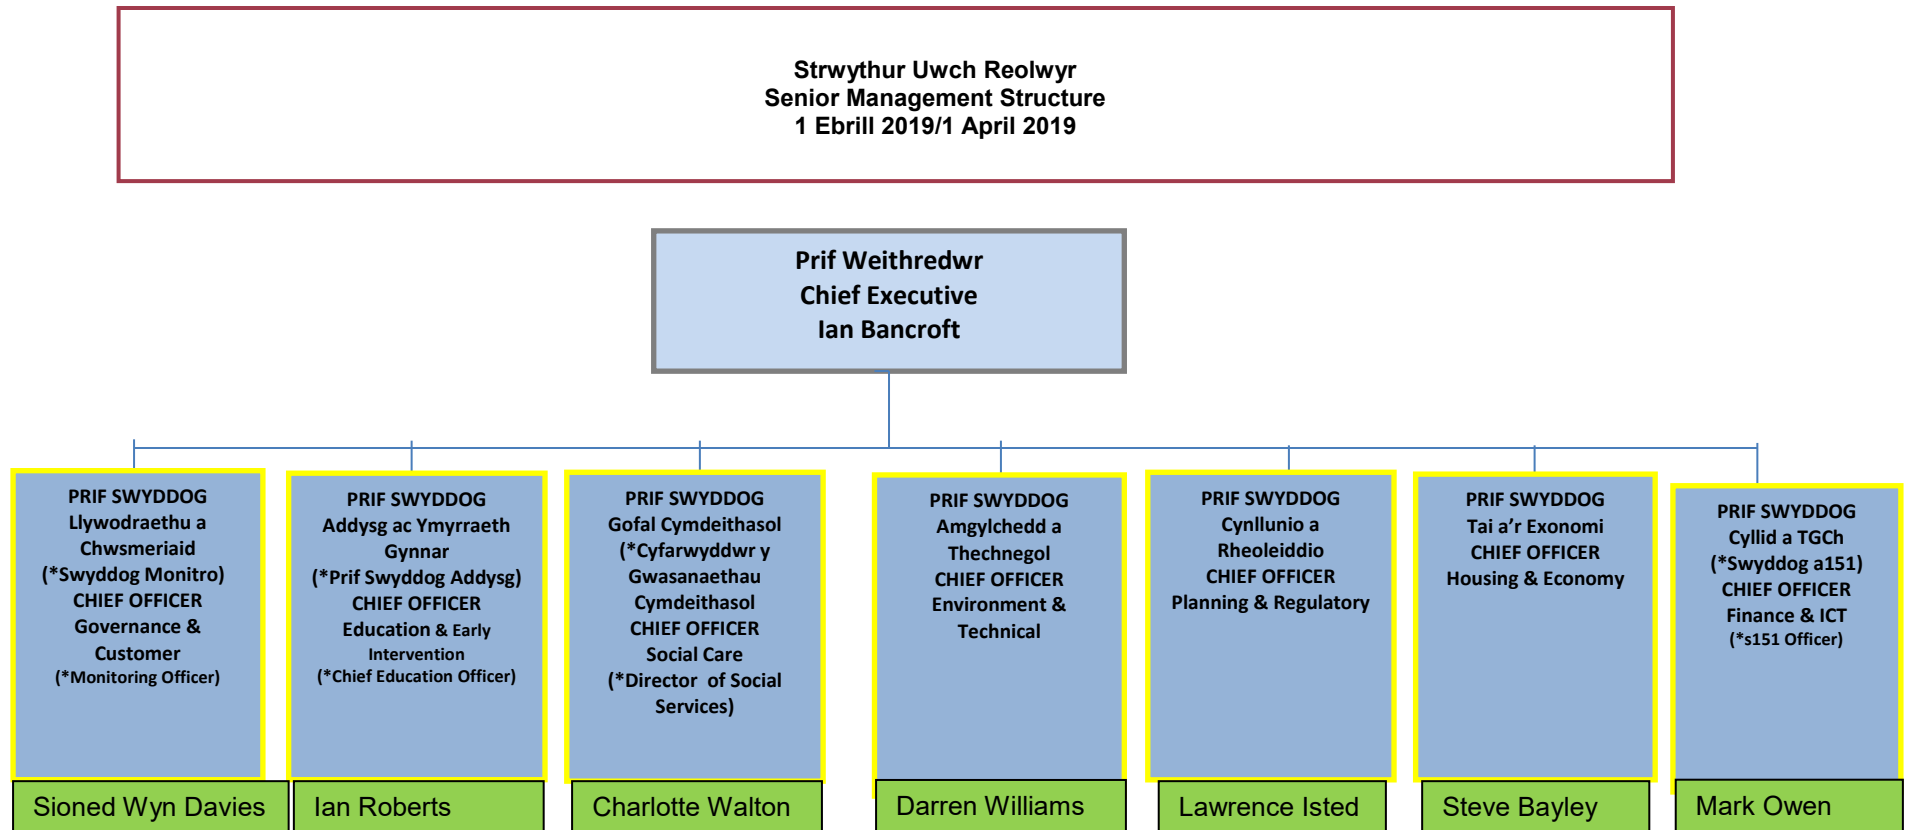 Strwythur Uwch Reolwyr
Senior Management Structure
1 Ebrill 2019/1 April 2019
Prif Weithredwr
Chief Executive
Ian Bancroft
PRIF SWYDDOG
Llywodraethu a
Chwsmeriaid
(*Swyddog Monitro)
CHIEF OFFICER
Governance &
Customer
(*Monitoring Officer)
Sioned Wyn Davies
PRIF SWYDDOG
Addysg ac Ymyrraeth
Gynnar
(*Prif Swyddog Addysg)
CHIEF OFFICER
Education & Early
Intervention
(*Chief Education Officer)
Ian Roberts
PRIF SWYDDOG
Gofal Cymdeithasol
(*Cyfarwyddwr y
Gwasanaethau
Cymdeithasol
CHIEF OFFICER
Social Care
(*Director of Social
Services)
Charlotte Walton
PRIF SWYDDOG
Amgylchedd a
Thechnegol
CHIEF OFFICER
Environment &
Technical
Darren Williams
PRIF SWYDDOG
Cynllunio a
Rheoleiddio
CHIEF OFFICER
Planning & Regulatory
Lawrence Isted
PRIF SWYDDOG
Tai a’r Exonomi
CHIEF OFFICER
Housing & Economy
Steve Bayley
PRIF SWYDDOG
Cyllid a TGCh
(*Swyddog a151)
CHIEF OFFICER
Finance & ICT
(*s151 Officer)
Mark Owen